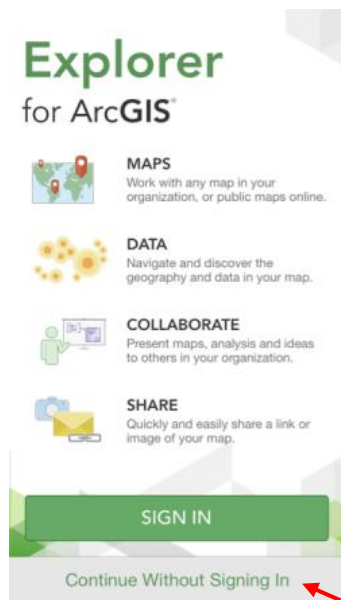 Explorer
for ArcGIS®
MAPS
Work with any map in your
organization, or public maps online.
DATA
Navigate and discover the
geography and data in your map.
COLLABORATE
Present maps, analysis and ideas
to others in your organization.
SHARE
Quickly and easily share a link or
image of your map.
SIGN IN
Continue Without Signing In